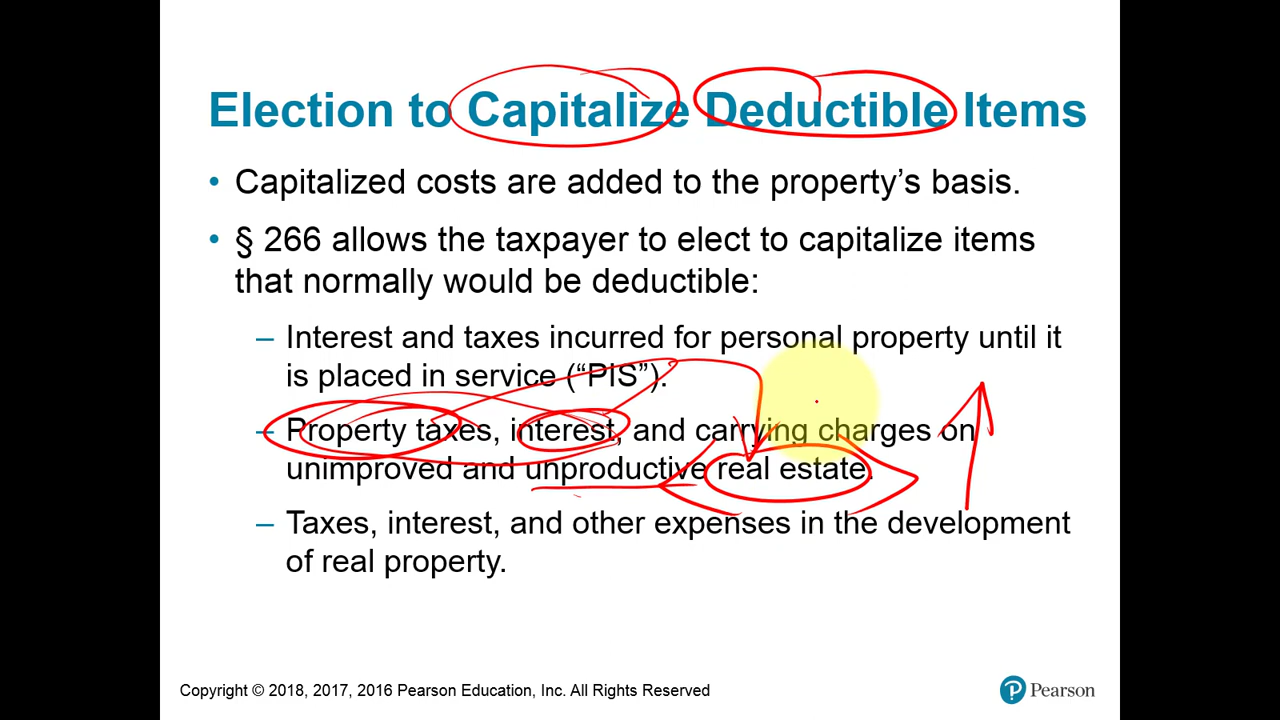 Election to Capitalize Deductible Items
• Capitalized costs are added to the property’s basis.
• § 266 allows the taxpayer to elect to capitalize items
that normally would be deductible:
– Interest and taxes incurred for personal property until it
is placed in service (“PIS”).
– Property taxes, interest, and carrying charges on
unimproved and unproductive real estate.
– Taxes, interest, and other expenses in the development
of real property.
Copyright © 2018, 2017, 2016 Pearson Education, Inc. All Rights Reserved
P Pearson